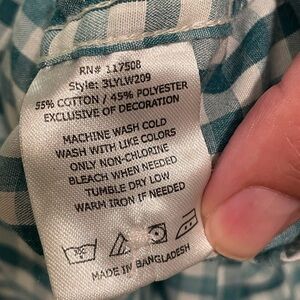 RN# 117508
Style: 3LYLW209
55% COTTON / 45% POLYESTER
EXCLUSIVE OF DECORATION
MACHINE WASH COLD
WASH WITH LIKE COLORS
ONLY NON-CHLORINE
BLEACH WHEN NEEDED
TUMBLE DRY LOW
WARM IRON IF NEEDED
MADE IN BANGLADESH